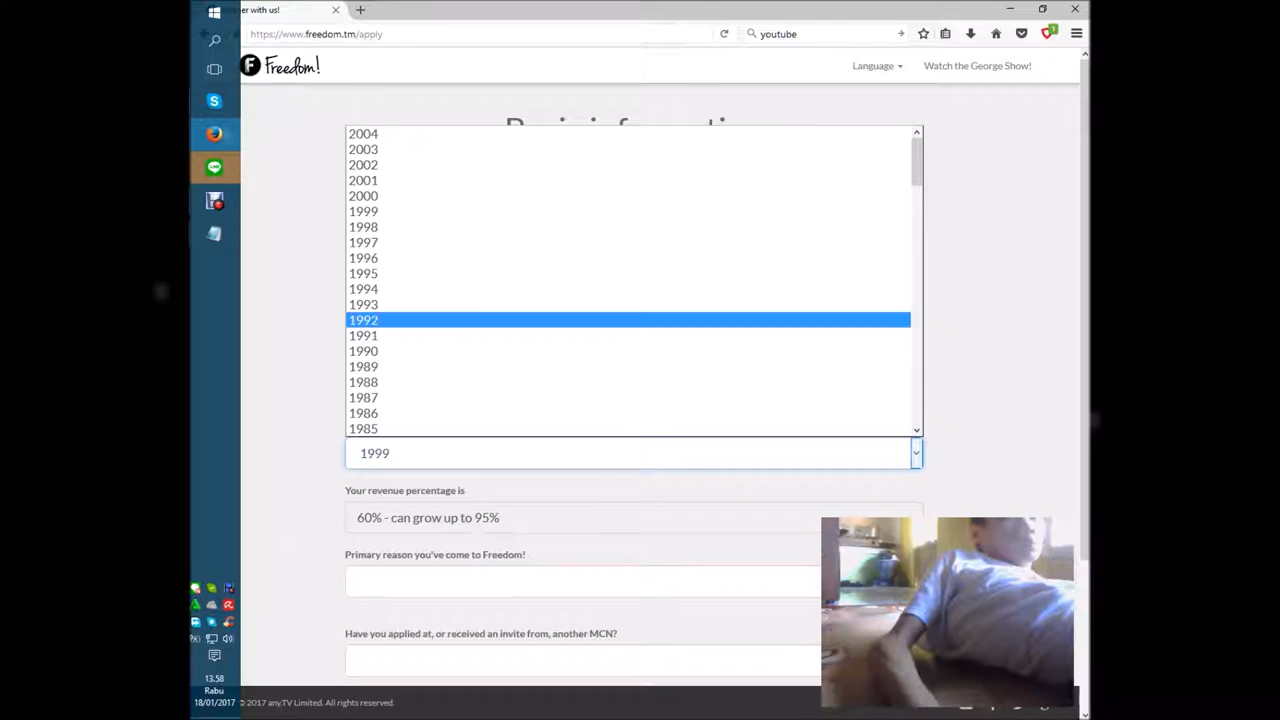 ner with us!
https://www.freedom.tm/apply
youtube
7
F Freedom!
Language
Watch the George Show!
2004
2003
2002
2001
2000
1999
1998
1997
1996
1995
1994
1993
1992
1991
1990
1989
1988
1987
1986
1985
1999
Your revenue percentage is
60% - can grow up to 95%
Primary reason you've come to Freedom!
Have you applied at, or received an invite from, another MCN?
13.58
Rabu
18/01/2017
© 2017 any.TV Limited. All rights reserved.